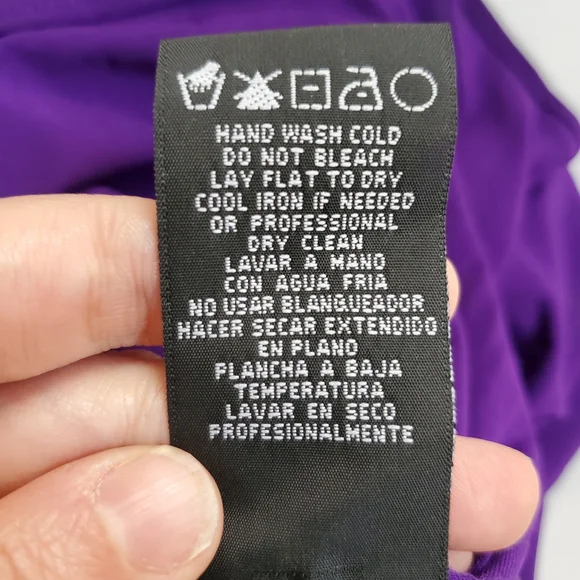 HAND WASH COLD
DO NOT BLEACH
LAY FLAT TO DRY
COOL IRON IF NEEDED
OR PROFESSIONAL
DRY CLEAN
LAVAR A MANO
CON AGUA FRIA
NO USAR BLANQUEADOR
HACER SECAR EXTENDIDO
EN PLANO
PLANCHA A BAJA
TEMPERATURA
LAVAR EN SECO
PROFESIONALMENTE